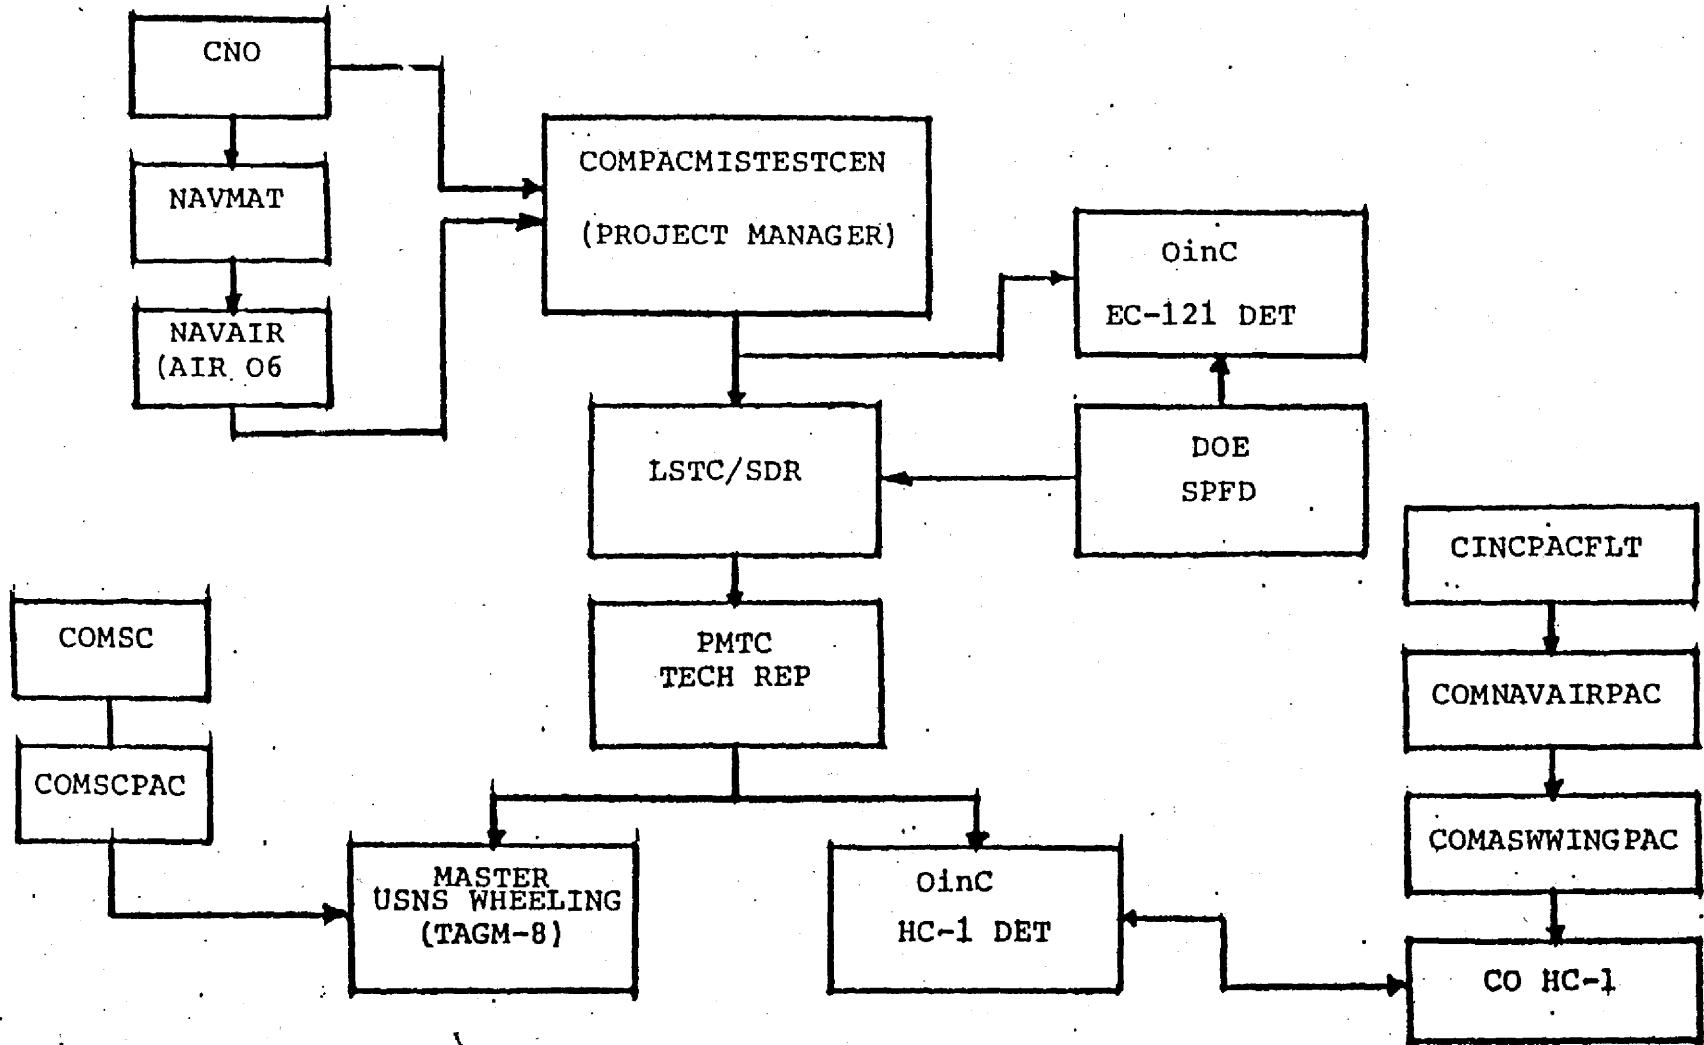 CNO
NAVMAT
NAVAIR
(AIR 06
COMPACMISTESTCEN
(PROJECT MANAGER)
OinC
EC-121 DET
LSTC/SDR
DOE
SPFD
CINCPACFLT
COMSC
PMTC
TECH REP
COMNAVAIRPAC
COMSCPAC
COMASWWINGPAC
MASTER
USNS WHEELING
(TAGM-8)
OinC
HC-1 DET
CO HC-1